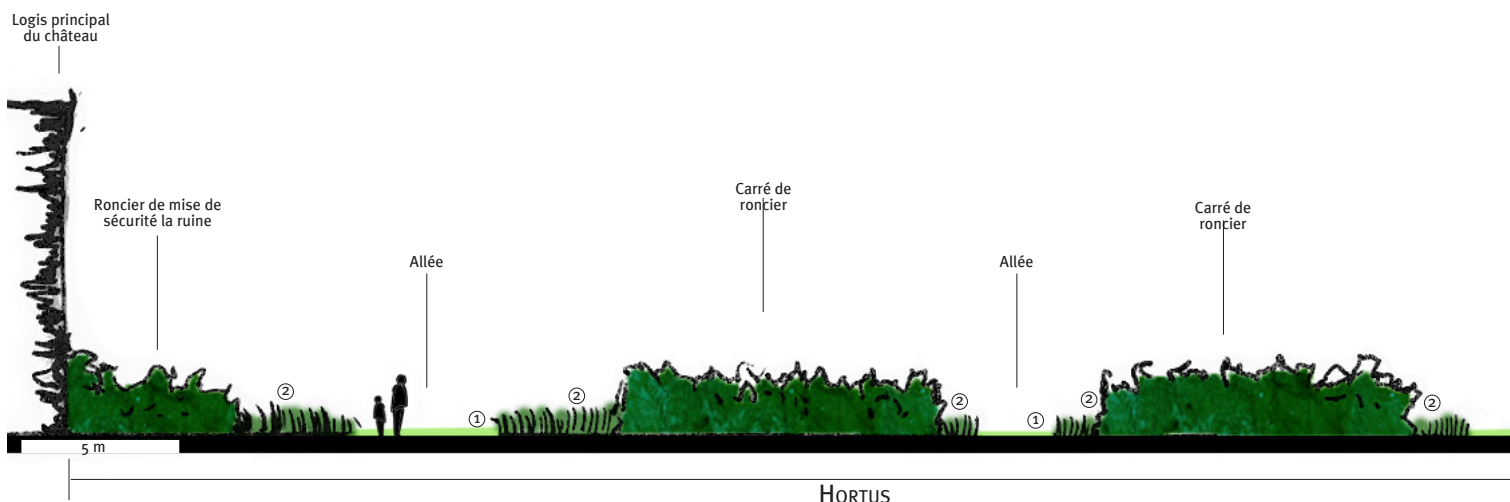 Logis principal
du château
Roncier de mise de
sécurité la ruine
②
Allée
①
②
Carré de
roncier
②
Allée
①
②
Carré de
roncier
②
5 m
HORTUS